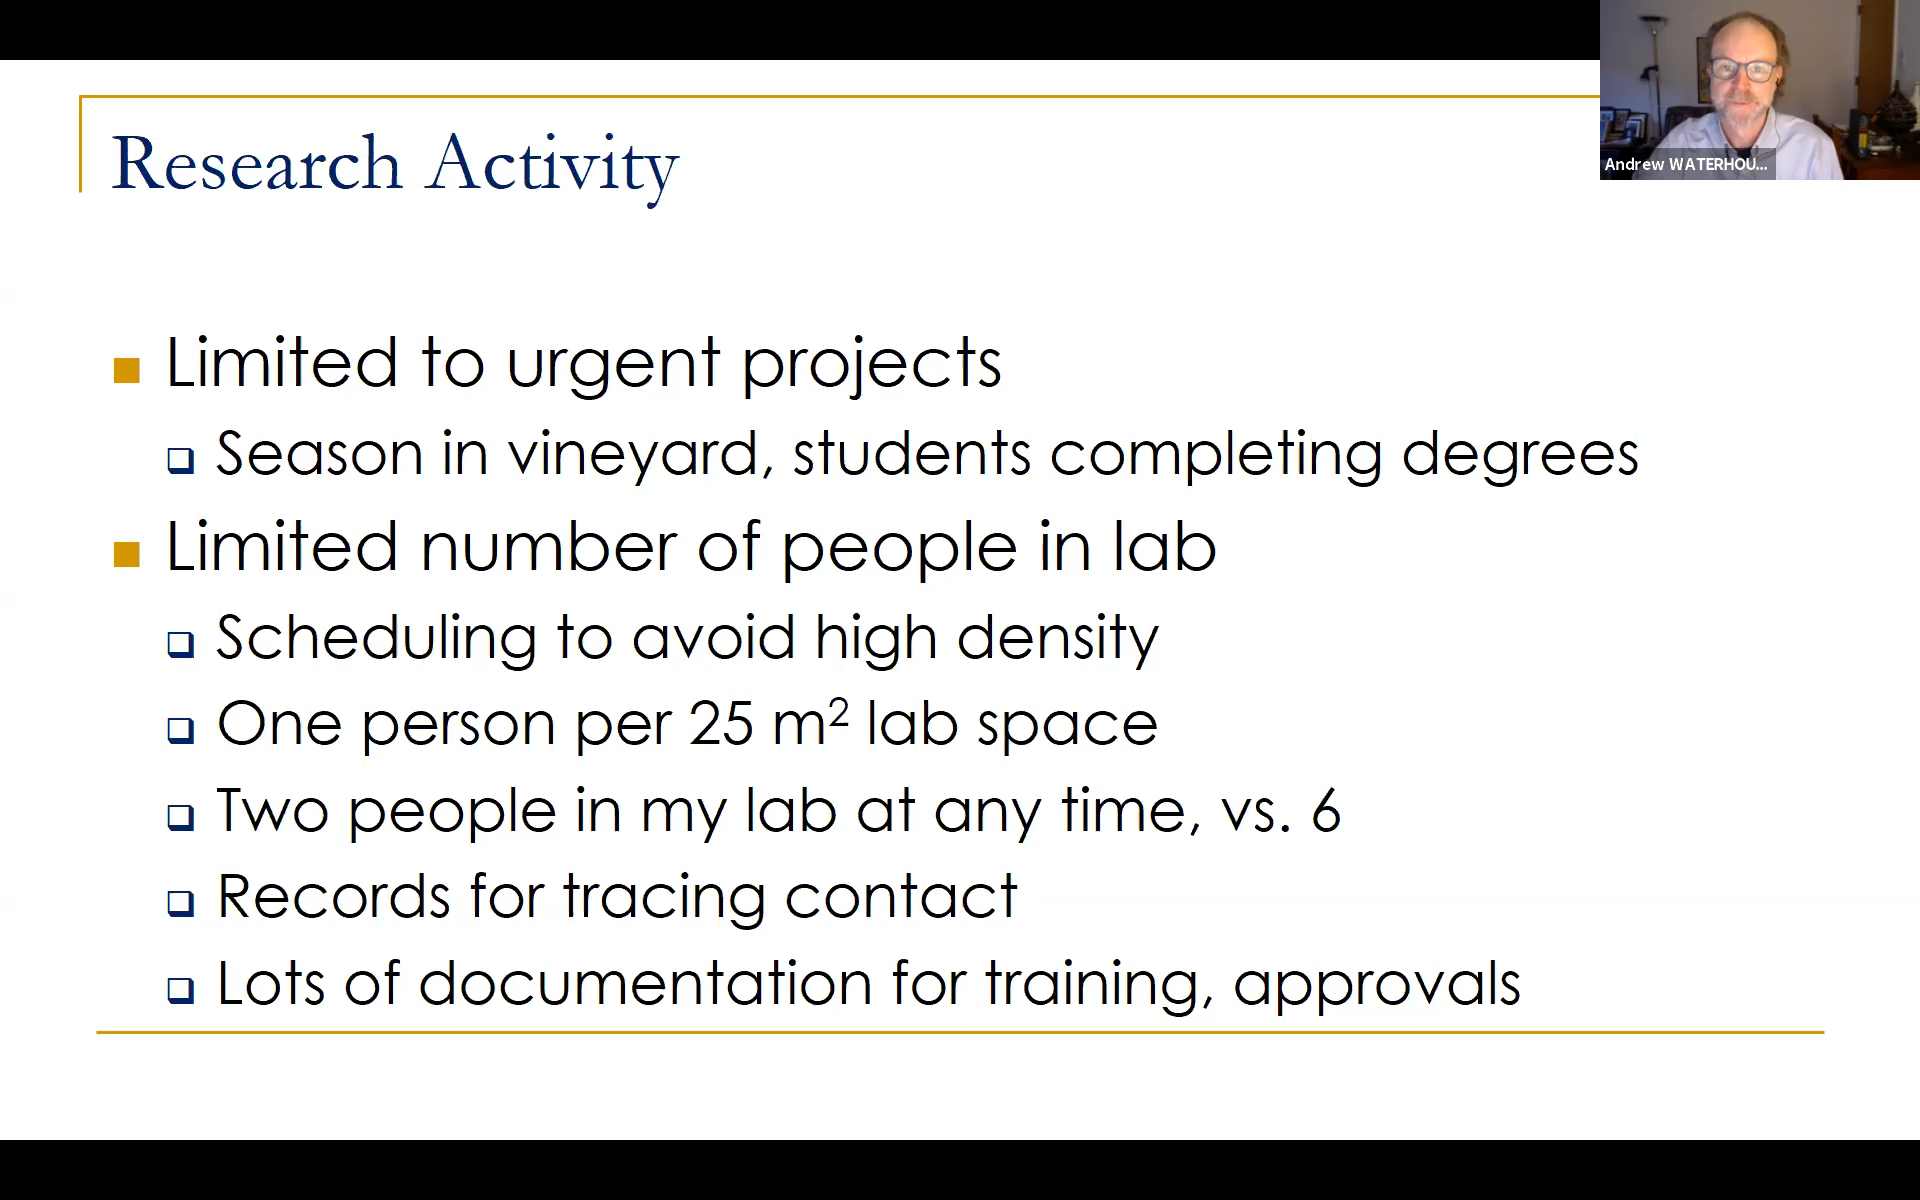 Research Activity
Andrew WATERHOU...
Limited to urgent projects
Season in vineyard, students completing degrees
Limited number of people in lab
Scheduling to avoid high density
One person per 25 m² lab space
Two people in my lab at any time, vs. 6
Records for tracing contact
Lots of documentation for training, approvals